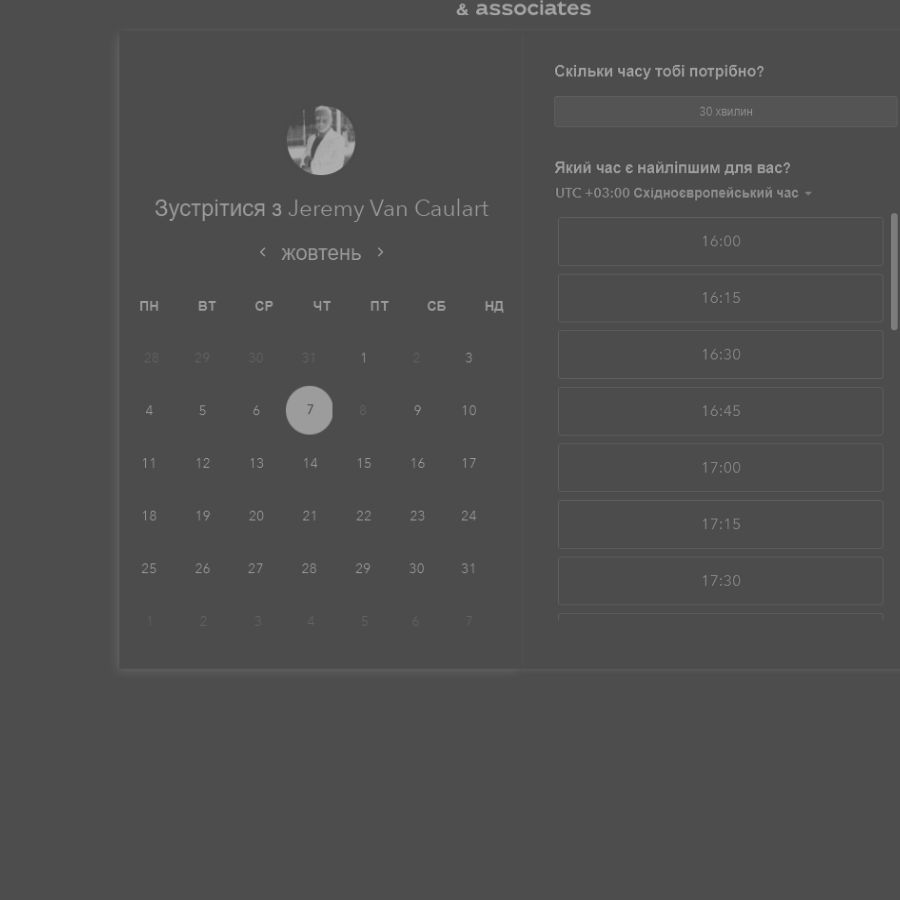 & associates
Зустрітися з Jeremy Van Caulart
жовтень
ПН ВТ СР ЧТ ПТ СБ НД
28 29 30 31 1 2 3
4 5 6 7 8 9 10
11 12 13 14 15 16 17
18 19 20 21 22 23 24
25 26 27 28 29 30 31
1 2 3 4 5 6 7
Скільки часу тобі потрібно?
30 хвилин
Який час є найліпшим для вас?
UTC +03:00 Східноєвропейський час
16:00
16:15
16:30
16:45
17:00
17:15
17:30